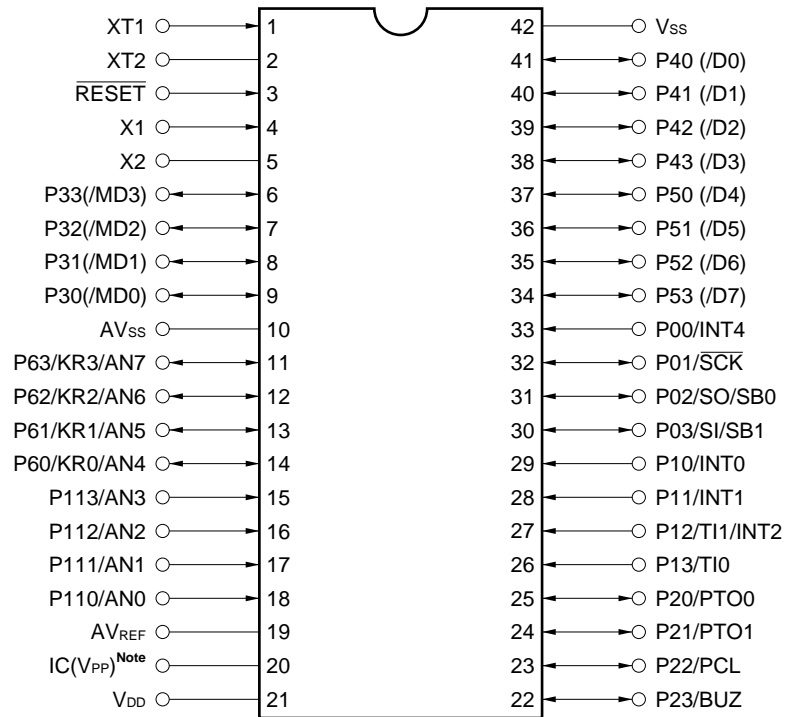 XT1 1 42 Vss
XT2 2 41 P40 (/D0)
RESET 3 40 P41 (/D1)
X1 4 39 P42 (/D2)
X2 5 38 P43 (/D3)
P33(/MD3) 6 37 P50 (/D4)
P32(/MD2) 7 36 P51 (/D5)
P31(/MD1) 8 35 P52 (/D6)
P30(/MD0) 9 34 P53 (/D7)
AVss 10 33 P00/INT4
P63/KR3/AN7 11 32 P01/SCK
P62/KR2/AN6 12 31 P02/SO/SB0
P61/KR1/AN5 13 30 P03/SI/SB1
P60/KR0/AN4 14 29 P10/INT0
P113/AN3 15 28 P11/INT1
P112/AN2 16 27 P12/TI1/INT2
P111/AN1 17 26 P13/TI0
P110/AN0 18 25 P20/PTO0
AVREF 19 24 P21/PTO1
IC(VPP)Note 20 23 P22/PCL
VDD 21 22 P23/BUZ